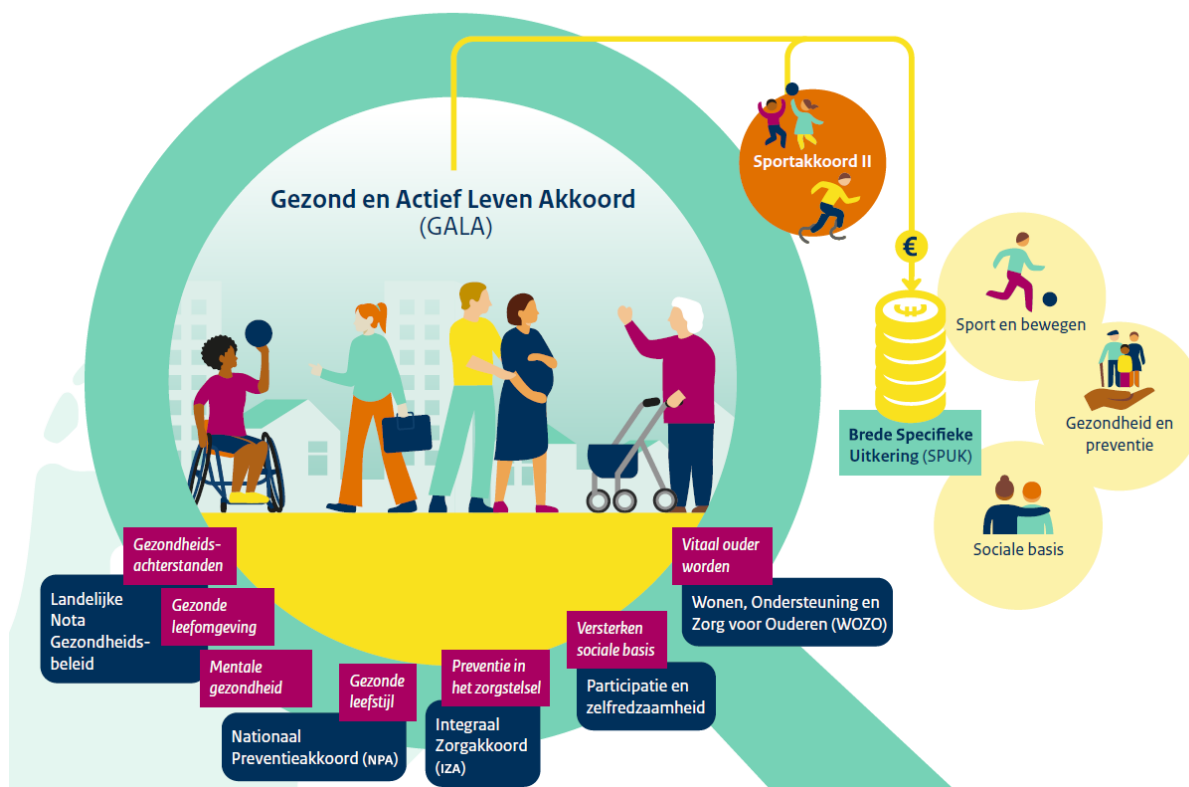 Gezond en Actief Leven Akkoord
(GALA)
Sportakkoord II
€
Sport en bewegen
Gezondheid en
preventie
Sociale basis
Brede Specifieke
Uitkering (SPUK)
Gezondheids-
achterstanden
Landelijke
Nota
Gezondheids-
beleid
Gezonde
leefomgeving
Mentale
gezondheid
Gezonde
leefstijl
Nationaal
Preventieakkoord (NPA)
Preventie in
het zorgstelsel
Integraal
Zorgakkoord
(IZA)
Versterken
sociale basis
Participatie en
zelfredzaamheid
Vitaal ouder
worden
Wonen, Ondersteuning en
Zorg voor Ouderen (WOZO)